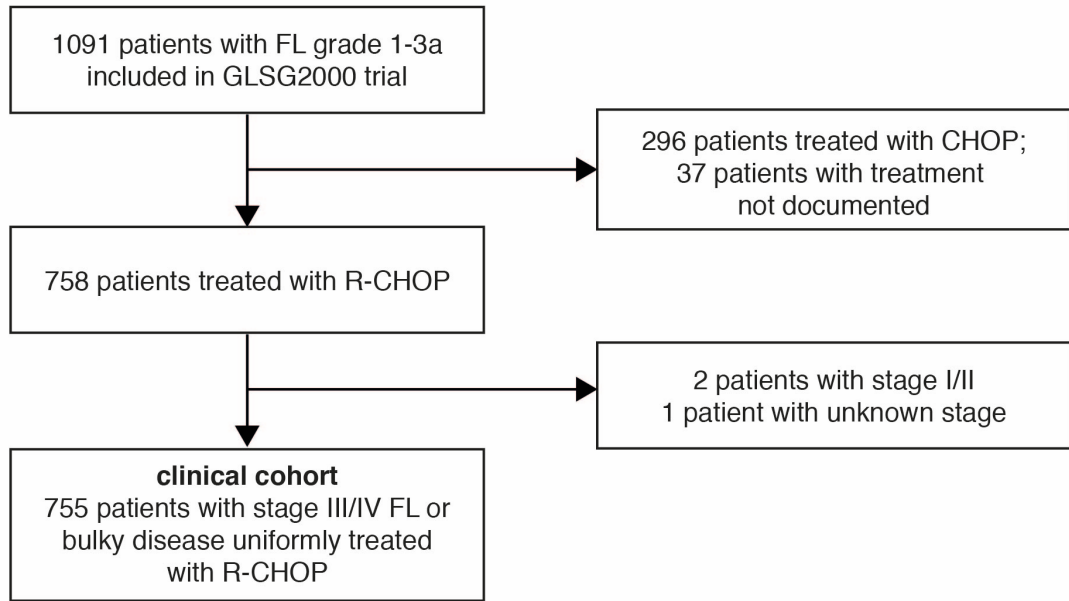 1091 patients with FL grade 1-3a
included in GLSG2000 trial
296 patients treated with CHOP;
37 patients with treatment
not documented
758 patients treated with R-CHOP
2 patients with stage I/II
1 patient with unknown stage
clinical cohort
755 patients with stage III/IV FL or
bulky disease uniformly treated
with R-CHOP